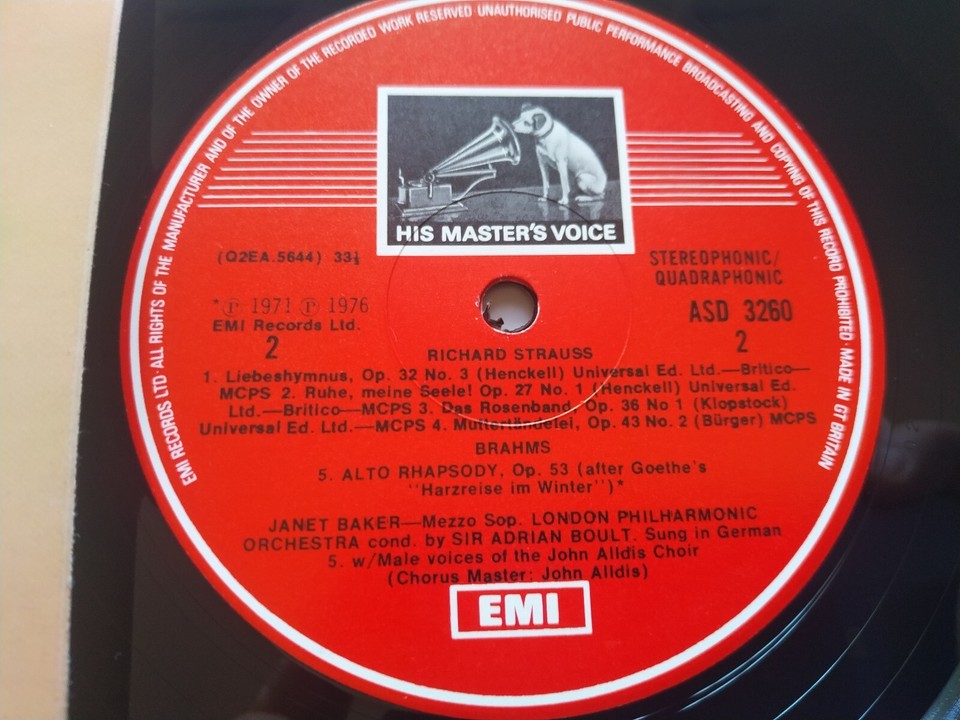 EMI RECORDS LTD · ALL RIGHTS OF THE MANUFACTURER AND OF THE OWNER OF THE RECORDED WORK RESERVED · UNAUTHORISED PUBLIC PERFORMANCE BROADCASTING AND COPYING OF THIS RECORD PROHIBITED · MADE IN GT BRITAIN
HIS MASTER'S VOICE
(Q2EA.5644) 33⅓
STEREOPHONIC/
QUADRAPHONIC
*Ⓟ 1971 Ⓟ 1976
EMI Records Ltd.
2
ASD 3260
2
RICHARD STRAUSS
1. Liebeshymnus, Op. 32 No. 3 (Henckell) Universal Ed. Ltd.—Britico—
MCPS 2. Ruhe, meine Seele! Op. 27 No. 1 (Henckell) Universal Ed.
Ltd.—Britico—MCPS 3. Das Rosenband, Op. 36 No 1 (Klopstock)
Universal Ed. Ltd.—MCPS 4. Muttertändelei, Op. 43 No. 2 (Bürger) MCPS
BRAHMS
5. ALTO RHAPSODY, Op. 53 (after Goethe's
"Harzreise im Winter")*
JANET BAKER—Mezzo Sop. LONDON PHILHARMONIC
ORCHESTRA cond. by SIR ADRIAN BOULT. Sung in German
5. w/Male voices of the John Alldis Choir
(Chorus Master: John Alldis)
EMI